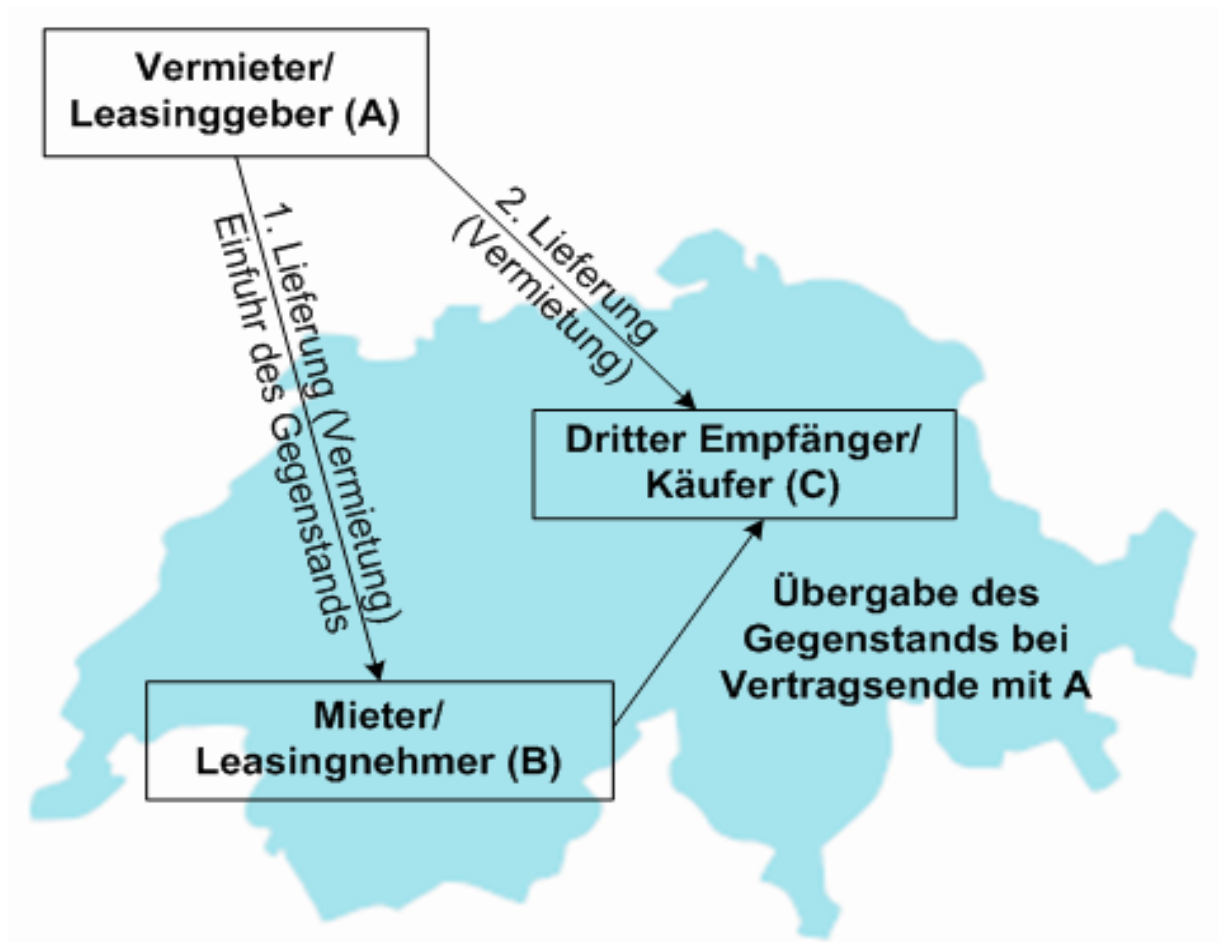 Vermieter/
Leasinggeber (A)
1. Lieferung (Vermietung)
Einfuhr des Gegenstands
2. Lieferung
(Vermietung)
Dritter Empfänger/
Käufer (C)
Übergabe des
Gegenstands bei
Vertragsende mit A
Mieter/
Leasingnehmer (B)